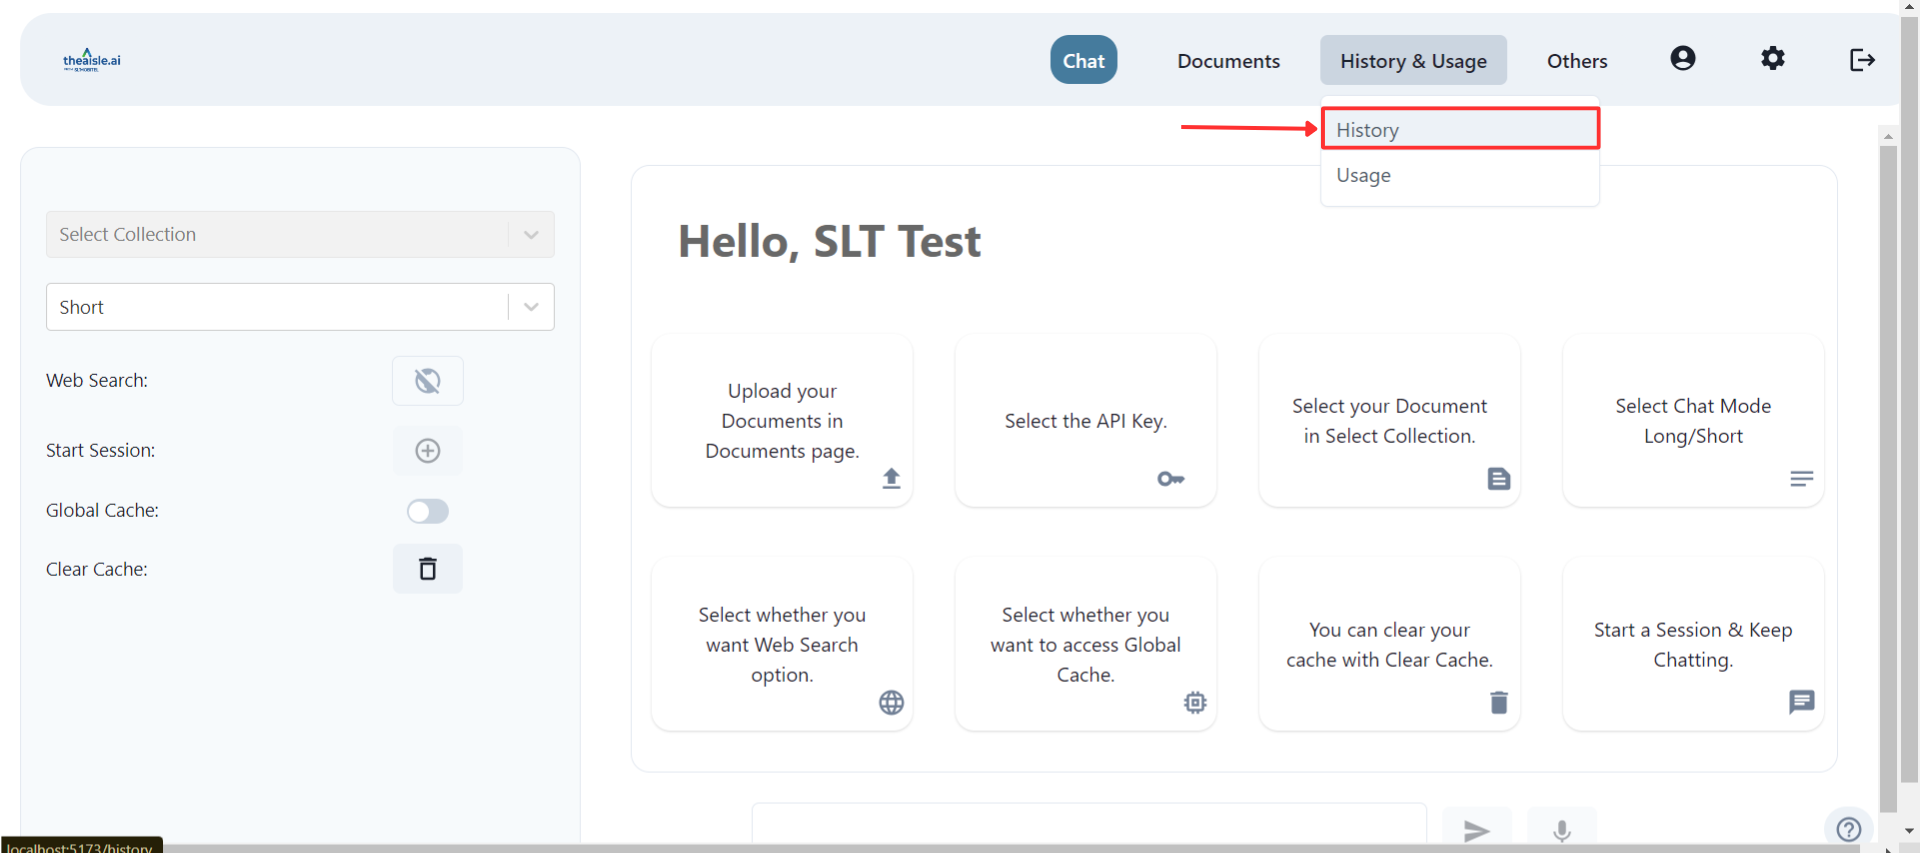 theaisle.ai
Chat
Documents
History & Usage
Others
History
Usage
Select Collection
Short
Web Search:
Start Session:
Global Cache:
Clear Cache:
Hello, SLT Test
Upload your
Documents in
Documents page.
Select the API Key.
Select your Document
in Select Collection.
Select Chat Mode
Long/Short
Select whether you
want Web Search
option.
Select whether you
want to access Global
Cache.
You can clear your
cache with Clear Cache.
Start a Session & Keep
Chatting.
localhost:5173/history